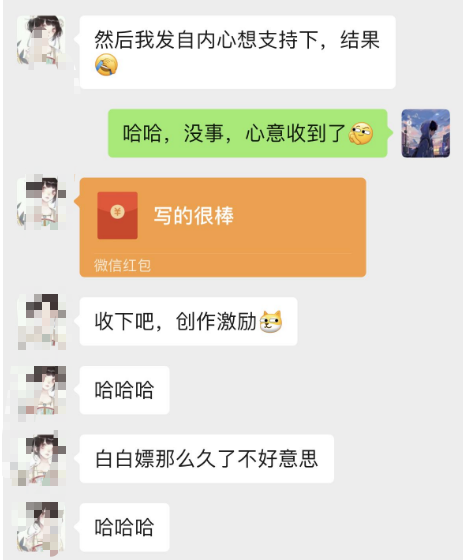 然后我发自内心想支持下，结果
🤣
哈哈，没事，心意收到了
¥
写的很棒
微信红包
收下吧，创作激励
哈哈哈
白白嫖那么久了不好意思
哈哈哈